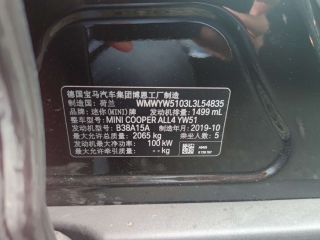 德国宝马汽车集团博恩工厂制造
制造国: 荷兰 WMWYW5103L3L54835
品牌: 迷你(MINI)牌 发动机排量: 1499 mL
整车型号: MINI COOPER ALL4 YW51
发动机型号: B38A15A 制造年月: 2019-10
最大允许总质量: 2065 kg 乘坐人数: 5
发动机最大净功率: 100 kW
最大允许牵引质量: -- kg